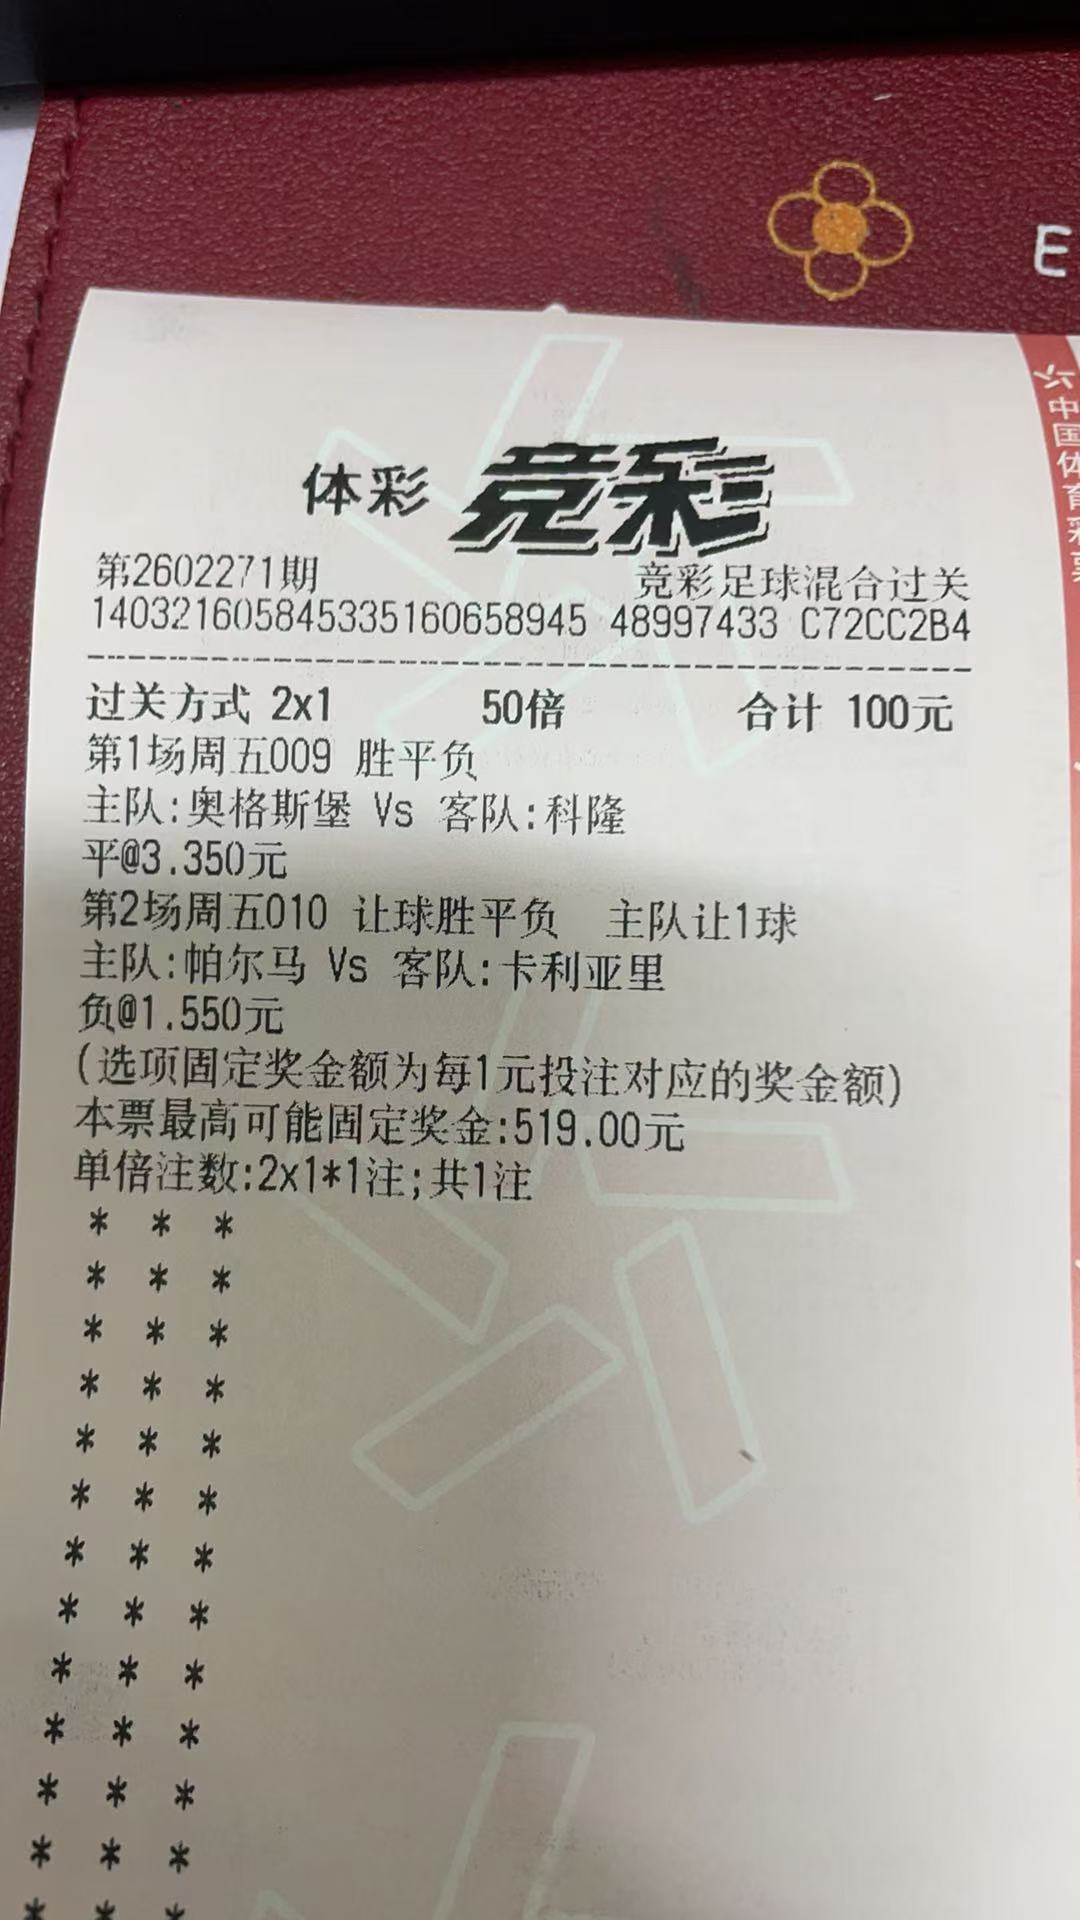 E
中国体育彩票
体彩 竞彩
第2602271期 竞彩足球混合过关
140321605845335160658945 48997433 C72CC2B4
过关方式 2x1 50倍 合计 100元
第1场周五009 胜平负
主队:奥格斯堡 Vs 客队:科隆
平@3.350元
第2场周五010 让球胜平负 主队让1球
主队:帕尔马 Vs 客队:卡利亚里
负@1.550元
(选项固定奖金额为每1元投注对应的奖金额)
本票最高可能固定奖金:519.00元
单倍注数:2x1*1注;共1注
* * *
* * *
* * *
* * *
* * *
* * *
* * *
* * *
* * *
* * *
* * *
* * *
* * *